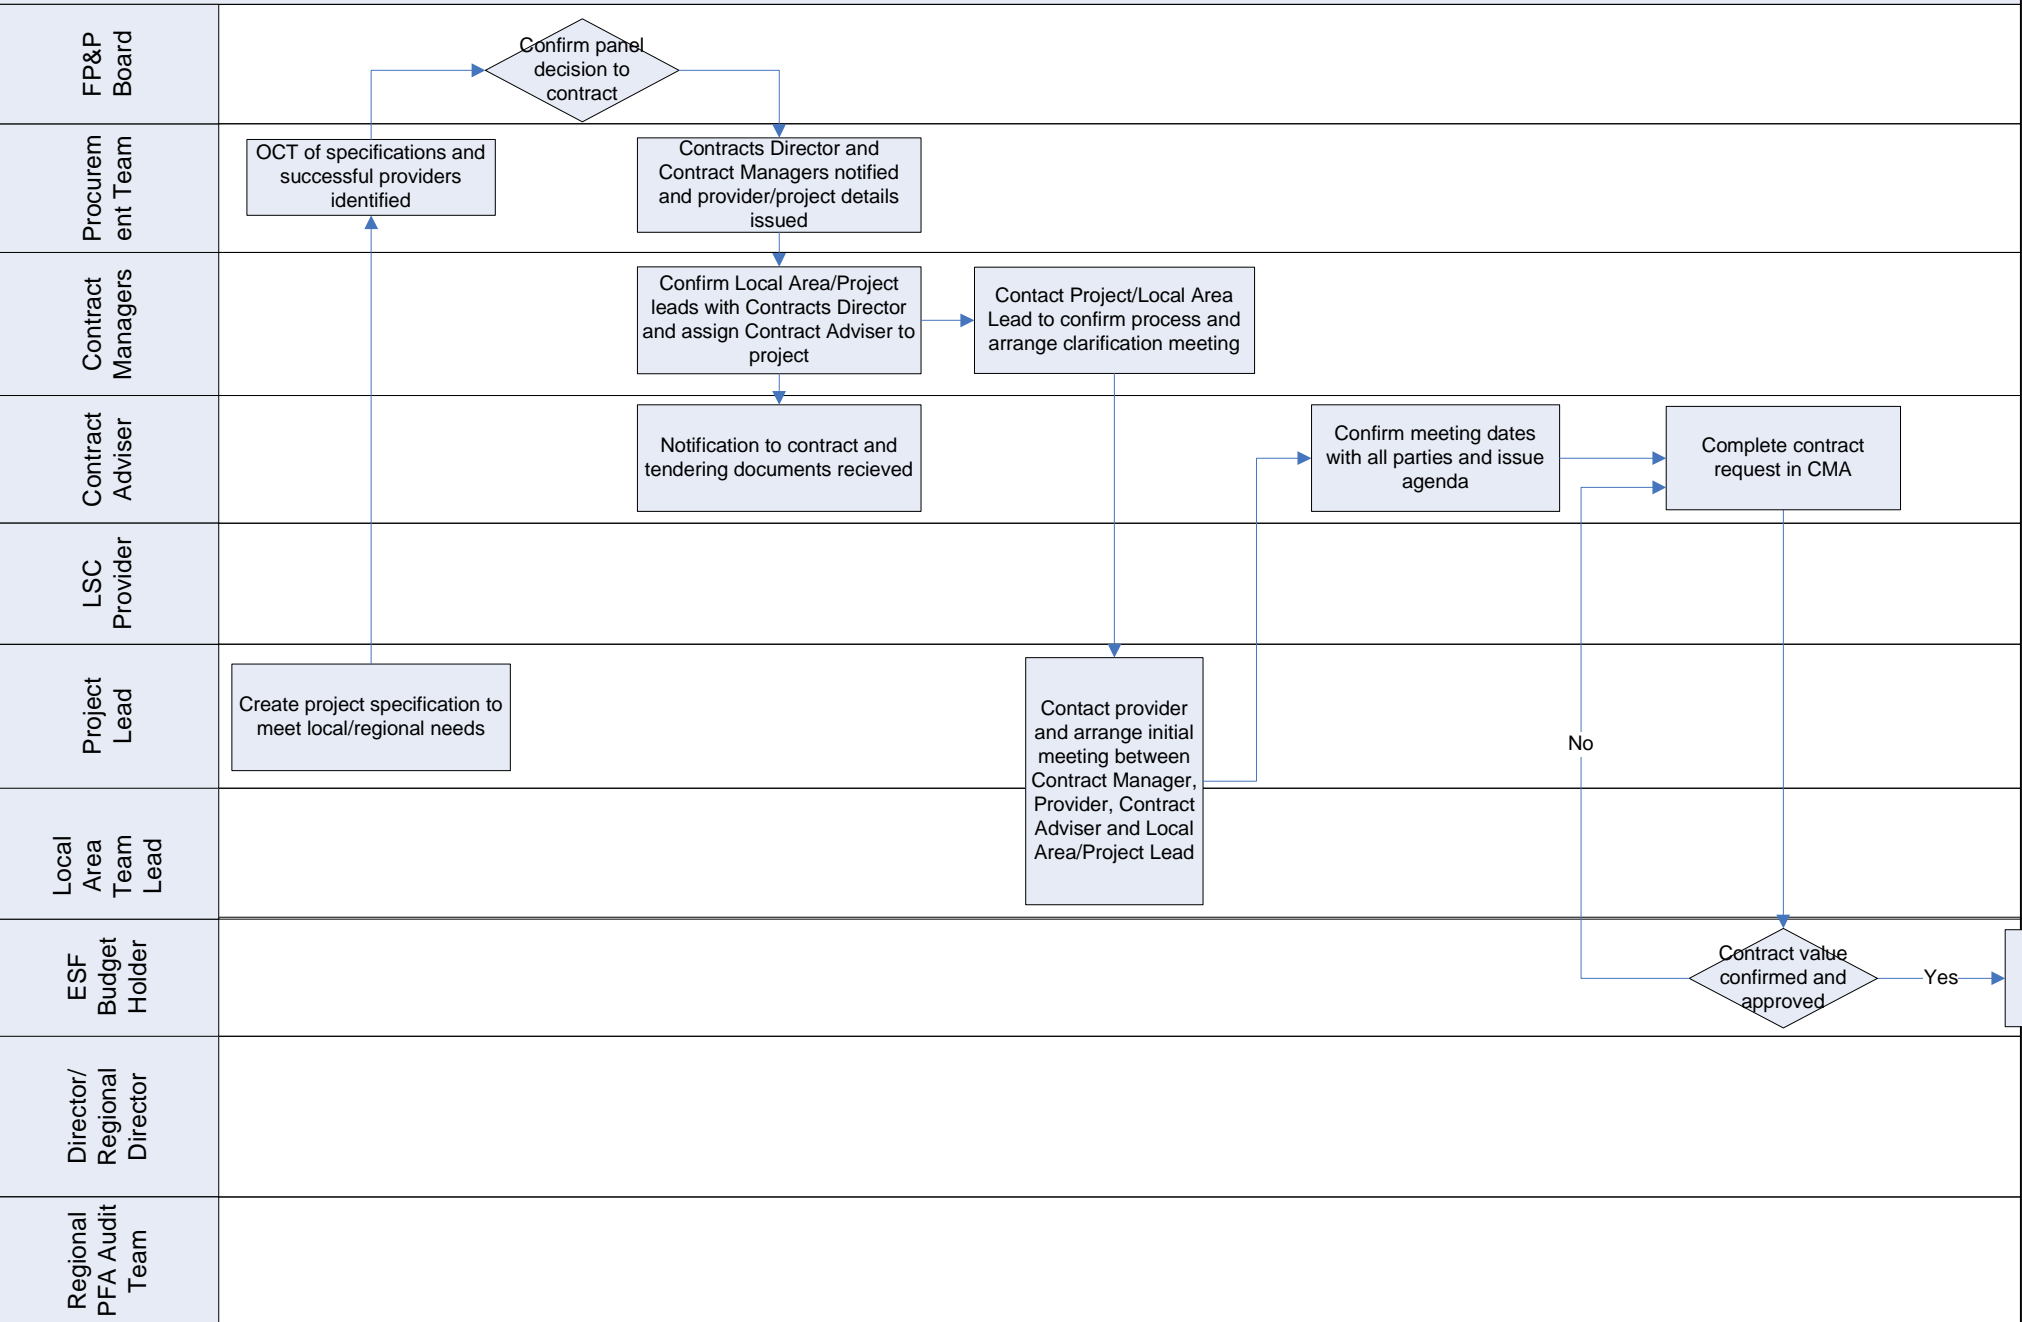 FP&P
Board
Confirm panel
decision to
contract
Procurem
ent Team
OCT of specifications and
successful providers
identified
Contracts Director and
Contract Managers notified
and provider/project details
issued
Contract
Managers
Confirm Local Area/Project
leads with Contracts Director
and assign Contract Adviser to
project
Contact Project/Local Area
Lead to confirm process and
arrange clarification meeting
Contract
Adviser
Notification to contract and
tendering documents recieved
Confirm meeting dates
with all parties and issue
agenda
Complete contract
request in CMA
LSC
Provider
Project
Lead
Create project specification to
meet local/regional needs
Contact provider
and arrange initial
meeting between
Contract Manager,
Provider, Contract
Adviser and Local
Area/Project Lead
No
Local
Area
Team
Lead
ESF
Budget
Holder
Contract value
confirmed and
approved
Yes
Director/
Regional
Director
Regional
PFA Audit
Team